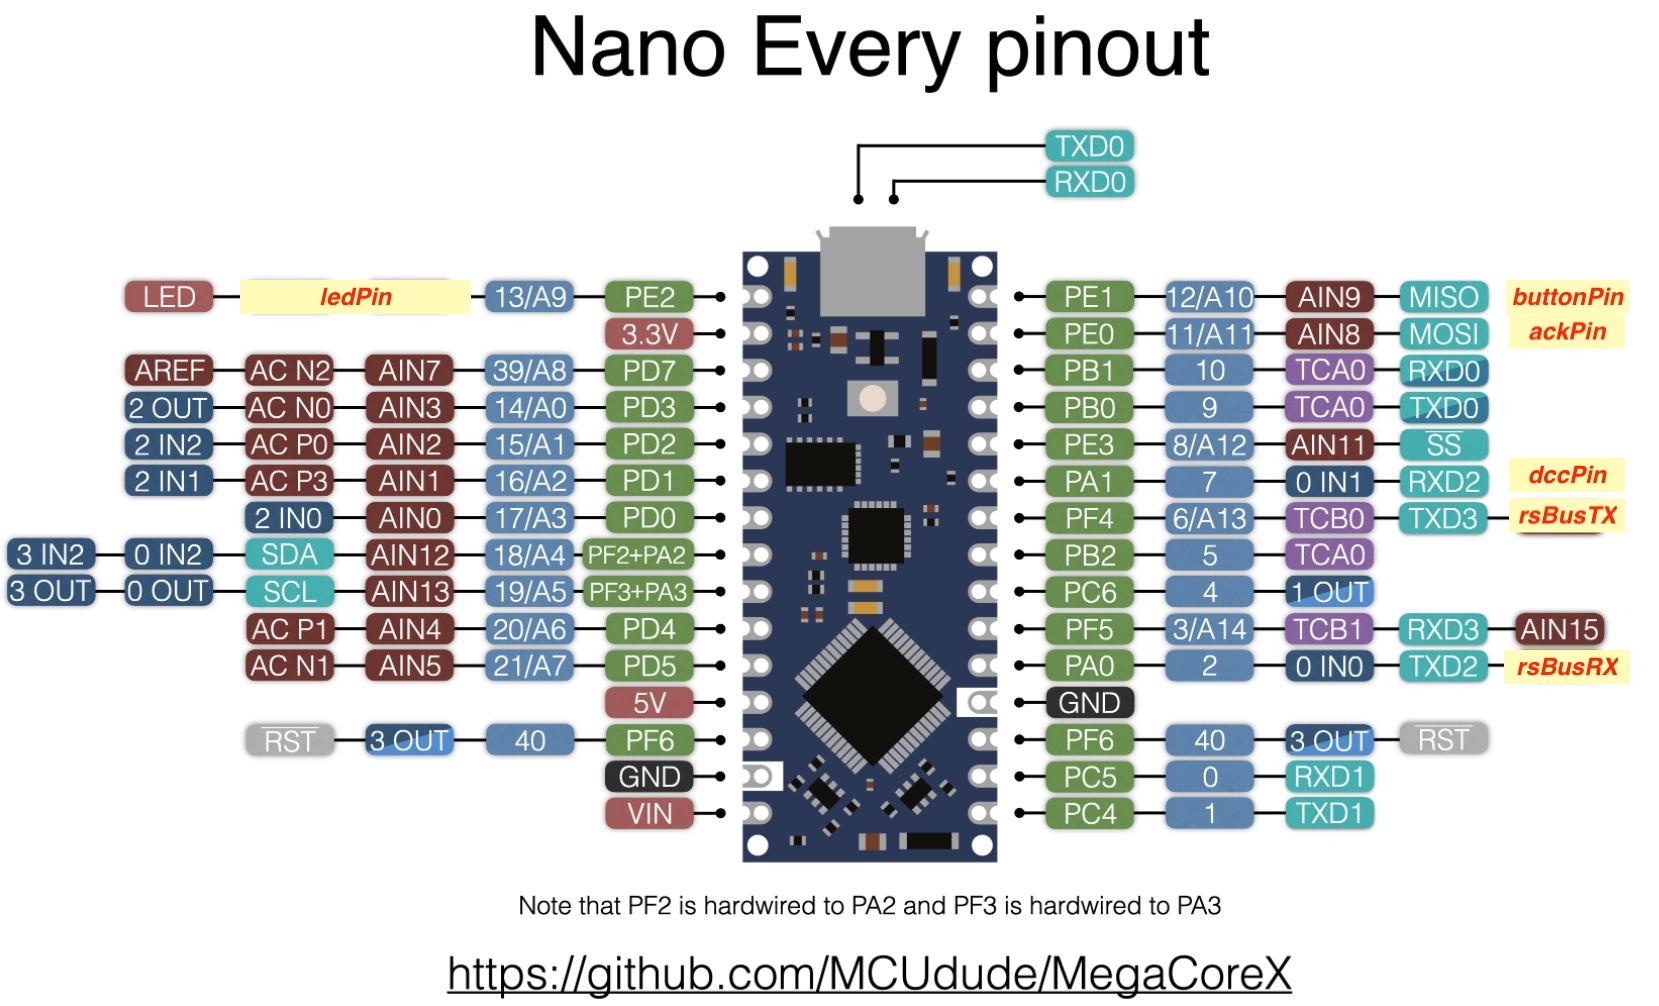 Nano Every pinout
TXD0
RXD0
LED ledPin 13/A9 PE2 PE1 12/A10 AIN9 MISO buttonPin
3.3V PE0 11/A11 AIN8 MOSI ackPin
AREF AC N2 AIN7 39/A8 PD7 PB1 10 TCA0 RXD0
2 OUT AC N0 AIN3 14/A0 PD3 PB0 9 TCA0 TXD0
2 IN2 AC P0 AIN2 15/A1 PD2 PE3 8/A12 AIN11 SS
2 IN1 AC P3 AIN1 16/A2 PD1 PA1 7 0 IN1 RXD2 dccPin
2 IN0 AIN0 17/A3 PD0 PF4 6/A13 TCB0 TXD3 rsBusTX
3 IN2 0 IN2 SDA AIN12 18/A4 PF2+PA2 PB2 5 TCA0
3 OUT 0 OUT SCL AIN13 19/A5 PF3+PA3 PC6 4 1 OUT
AC P1 AIN4 20/A6 PD4 PF5 3/A14 TCB1 RXD3 AIN15
AC N1 AIN5 21/A7 PD5 PA0 2 0 IN0 TXD2 rsBusRX
5V GND
RST 3 OUT 40 PF6 PF6 40 3 OUT RST
GND PC5 0 RXD1
VIN PC4 1 TXD1
Note that PF2 is hardwired to PA2 and PF3 is hardwired to PA3
https://github.com/MCUdude/MegaCoreX